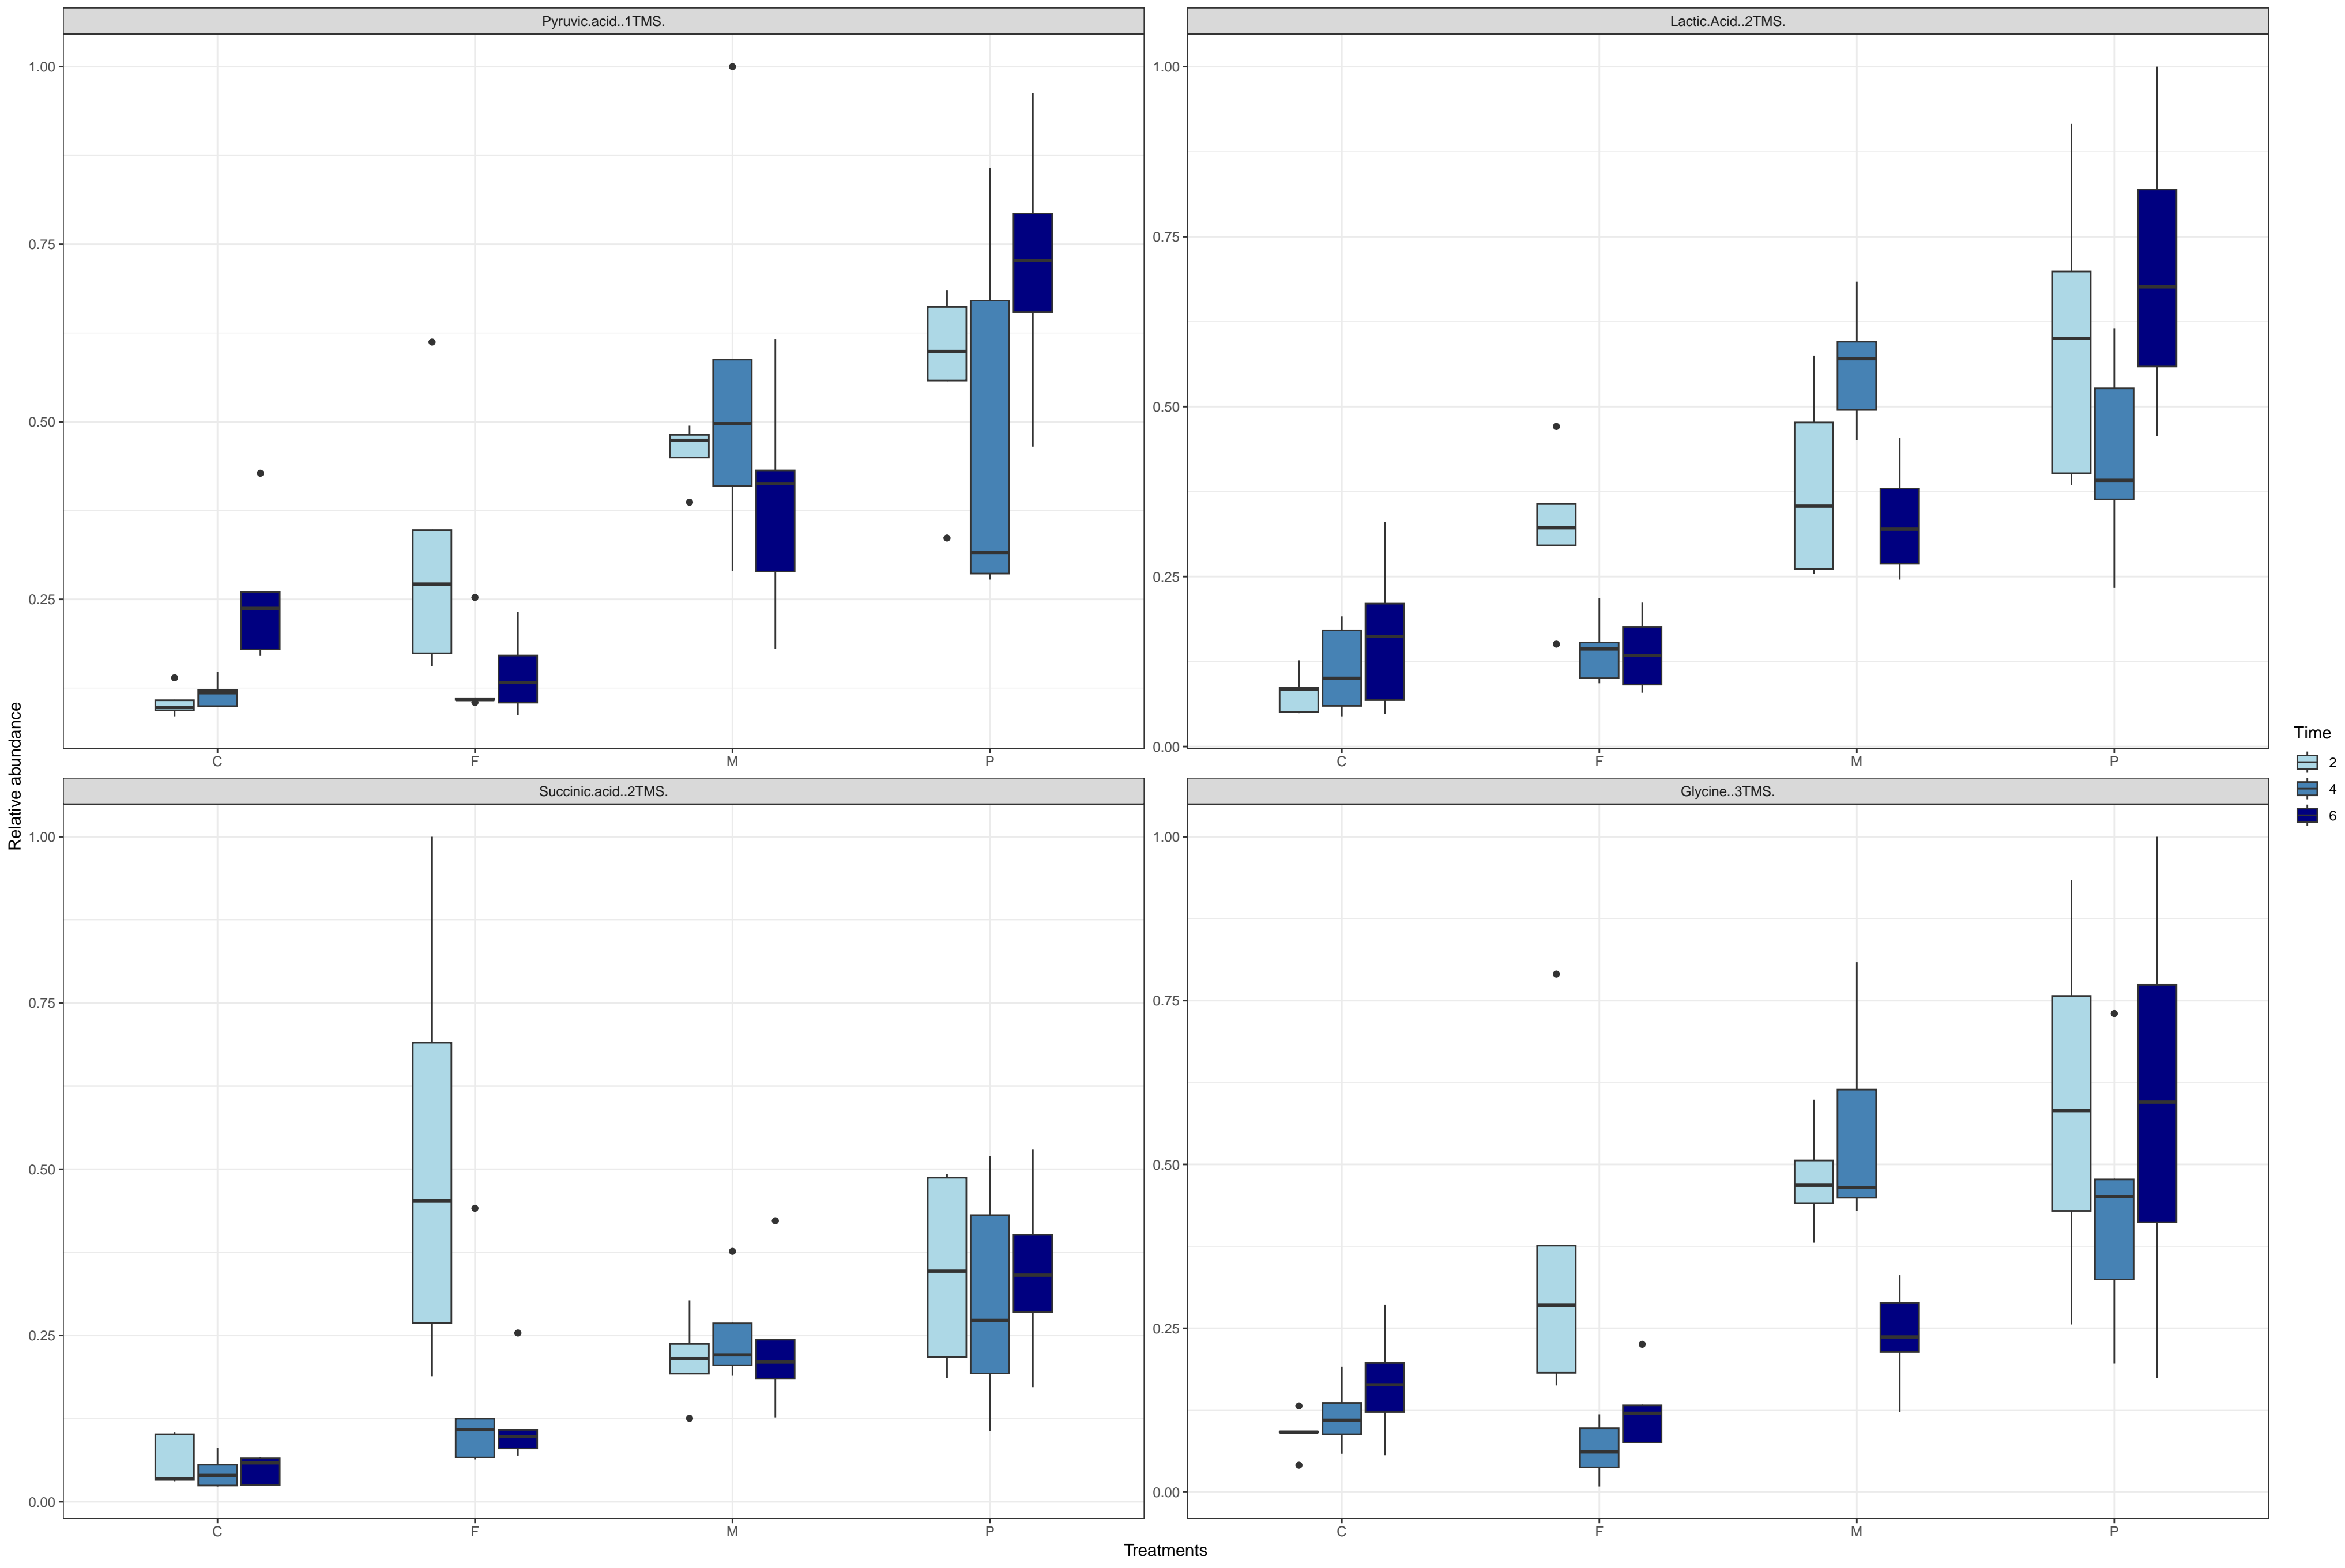 Pyruvic.acid..1TMS.
Lactic.Acid..2TMS.
1.00
0.75
0.50
0.25
1.00
0.75
0.50
0.25
0.00
C F M P
C F M P
Succinic.acid..2TMS.
Glycine..3TMS.
1.00
0.75
0.50
0.25
0.00
1.00
0.75
0.50
0.25
0.00
C F M P
C F M P
Relative abundance
Treatments
Time
2
4
6